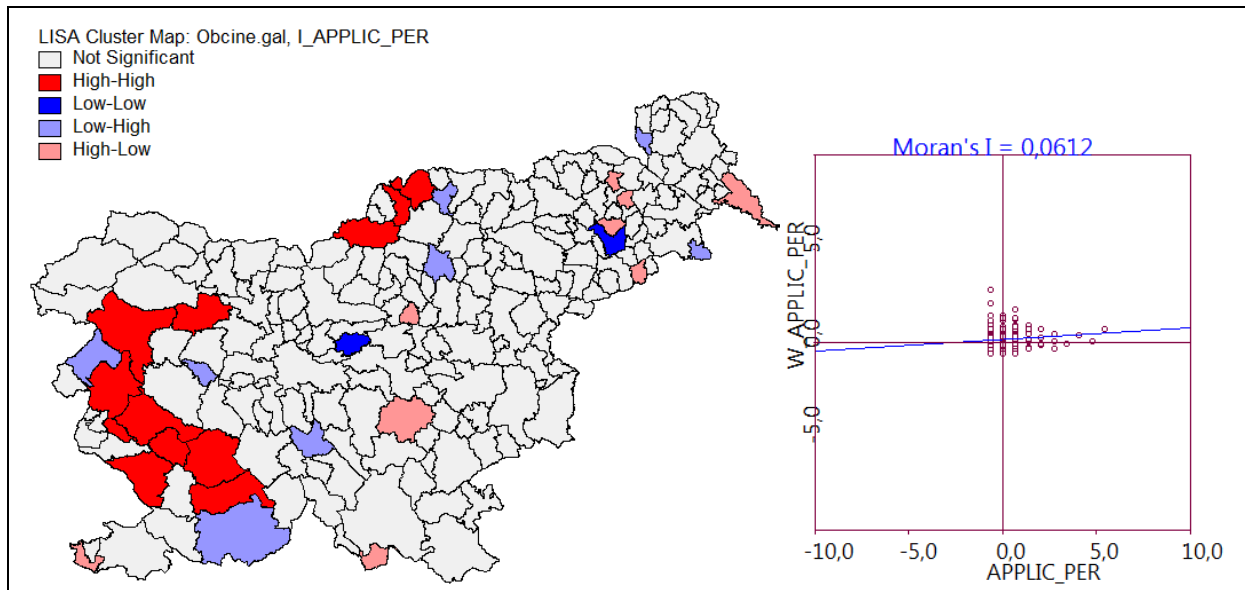 LISA Cluster Map: Obcine.gal, I_APPLIC_PER
Not Significant
High-High
Low-Low
Low-High
High-Low
Moran's I = 0,0612
W_APPLIC_PER
5,0
0,0
-5,0
-10,0 -5,0 0,0 5,0 10,0
APPLIC_PER